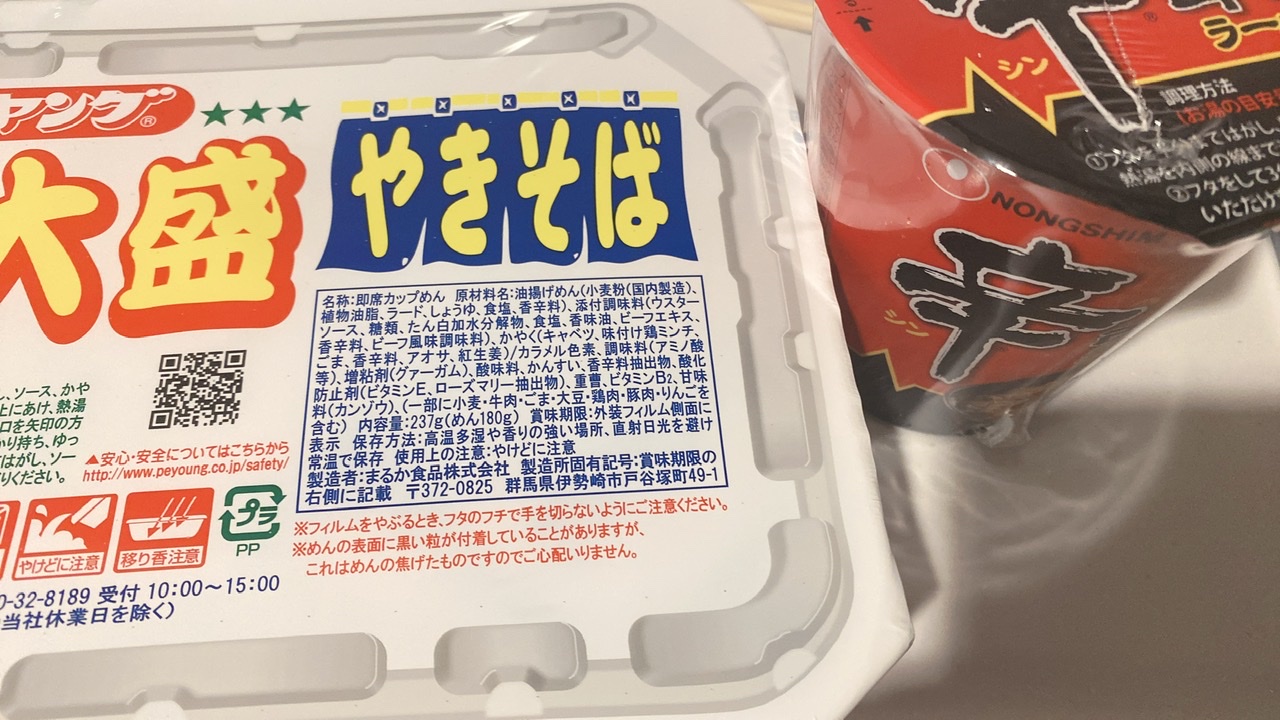 ヤング®
★★★
大盛
やきそば
名称:即席カップめん 原材料名:油揚げめん(小麦粉(国内製造)、
植物油脂、ラード、しょうゆ、食塩、香辛料)、添付調味料(ウスター
ソース、糖類、たん白加水分解物、食塩、香味油、ビーフエキス、
香辛料、ビーフ風味調味料)、かやく(キャベツ、味付け鶏ミンチ、
ごま、香辛料、アオサ、紅生姜)/カラメル色素、調味料(アミノ酸
等)、増粘剤(グァーガム)、酸味料、かんすい、香辛料抽出物、酸化
防止剤(ビタミンE、ローズマリー抽出物)、重曹、ビタミンB2、甘味
料(カンゾウ)、(一部に小麦・牛肉・ごま・大豆・鶏肉・豚肉・りんごを
含む) 内容量:237g(めん180g) 賞味期限:外装フィルム側面に
表示 保存方法:高温多湿や香りの強い場所、直射日光を避け
常温で保存 使用上の注意:やけどに注意
製造者:まるか食品株式会社 製造所固有記号:賞味期限の
右側に記載 〒372-0825 群馬県伊勢崎市戸谷塚町49-1
※フィルムをやぶるとき、フタのフチで手を切らないようにご注意ください。
※めんの表面に黒い粒が付着していることがありますが、
これはめんの焦げたものですのでご心配いりません。
、ソース、かや
上にあけ、熱湯
口を矢印の方
かり持ち、ゆっ
てはがし、ソー
りください。
▲安心・安全についてはこちらから
http://www.peyoung.co.jp/safety/
やけどに注意
移り香注意
プラ
PP
0-32-8189 受付 10:00～15:00
当社休業日を除く)
シン
ラー
調理方法
(お湯の目安
熱湯を内側の線まで
②フタをして3
いただけ
NONGSHIM
辛
シン